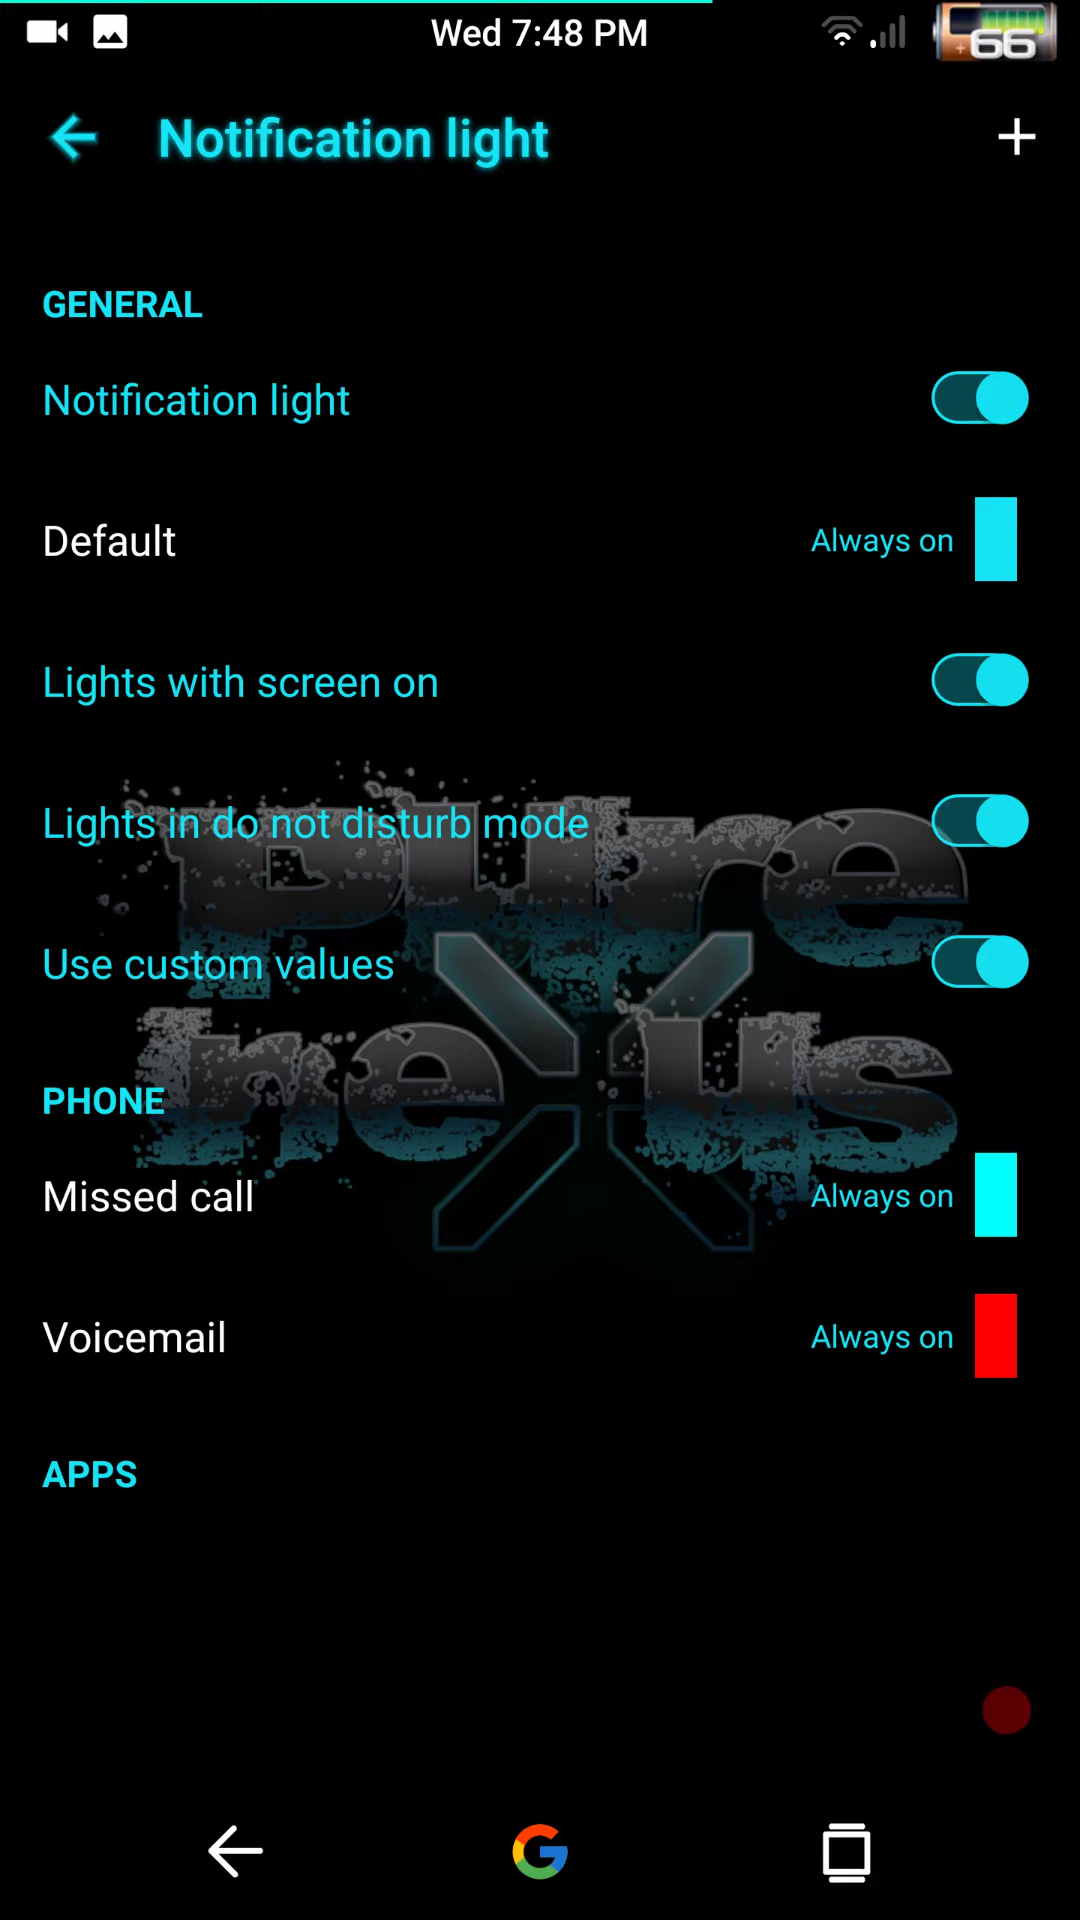 Wed 7:48 PM
66
Notification light
GENERAL
Notification light
Default
Always on
Lights with screen on
Lights in do not disturb mode
pure
Use custom values
nexus
PHONE
Missed call
Always on
Voicemail
Always on
APPS